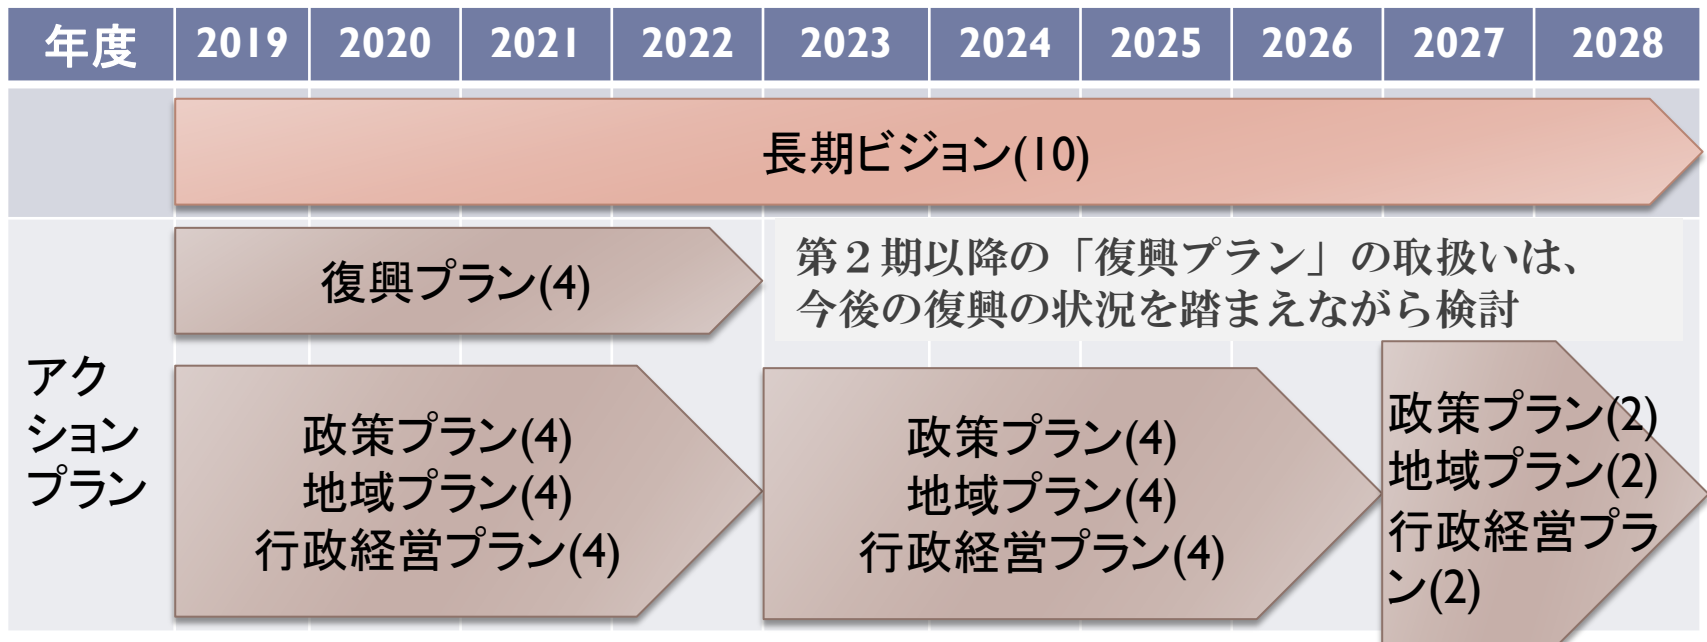 年度 2019 2020 2021 2022 2023 2024 2025 2026 2027 2028
長期ビジョン(10)
アク
ション
プラン
復興プラン(4)
第２期以降の「復興プラン」の取扱いは、
今後の復興の状況を踏まえながら検討
政策プラン(4)
地域プラン(4)
行政経営プラン(4)
政策プラン(4)
地域プラン(4)
行政経営プラン(4)
政策プラン(2)
地域プラン(2)
行政経営プラ
ン(2)